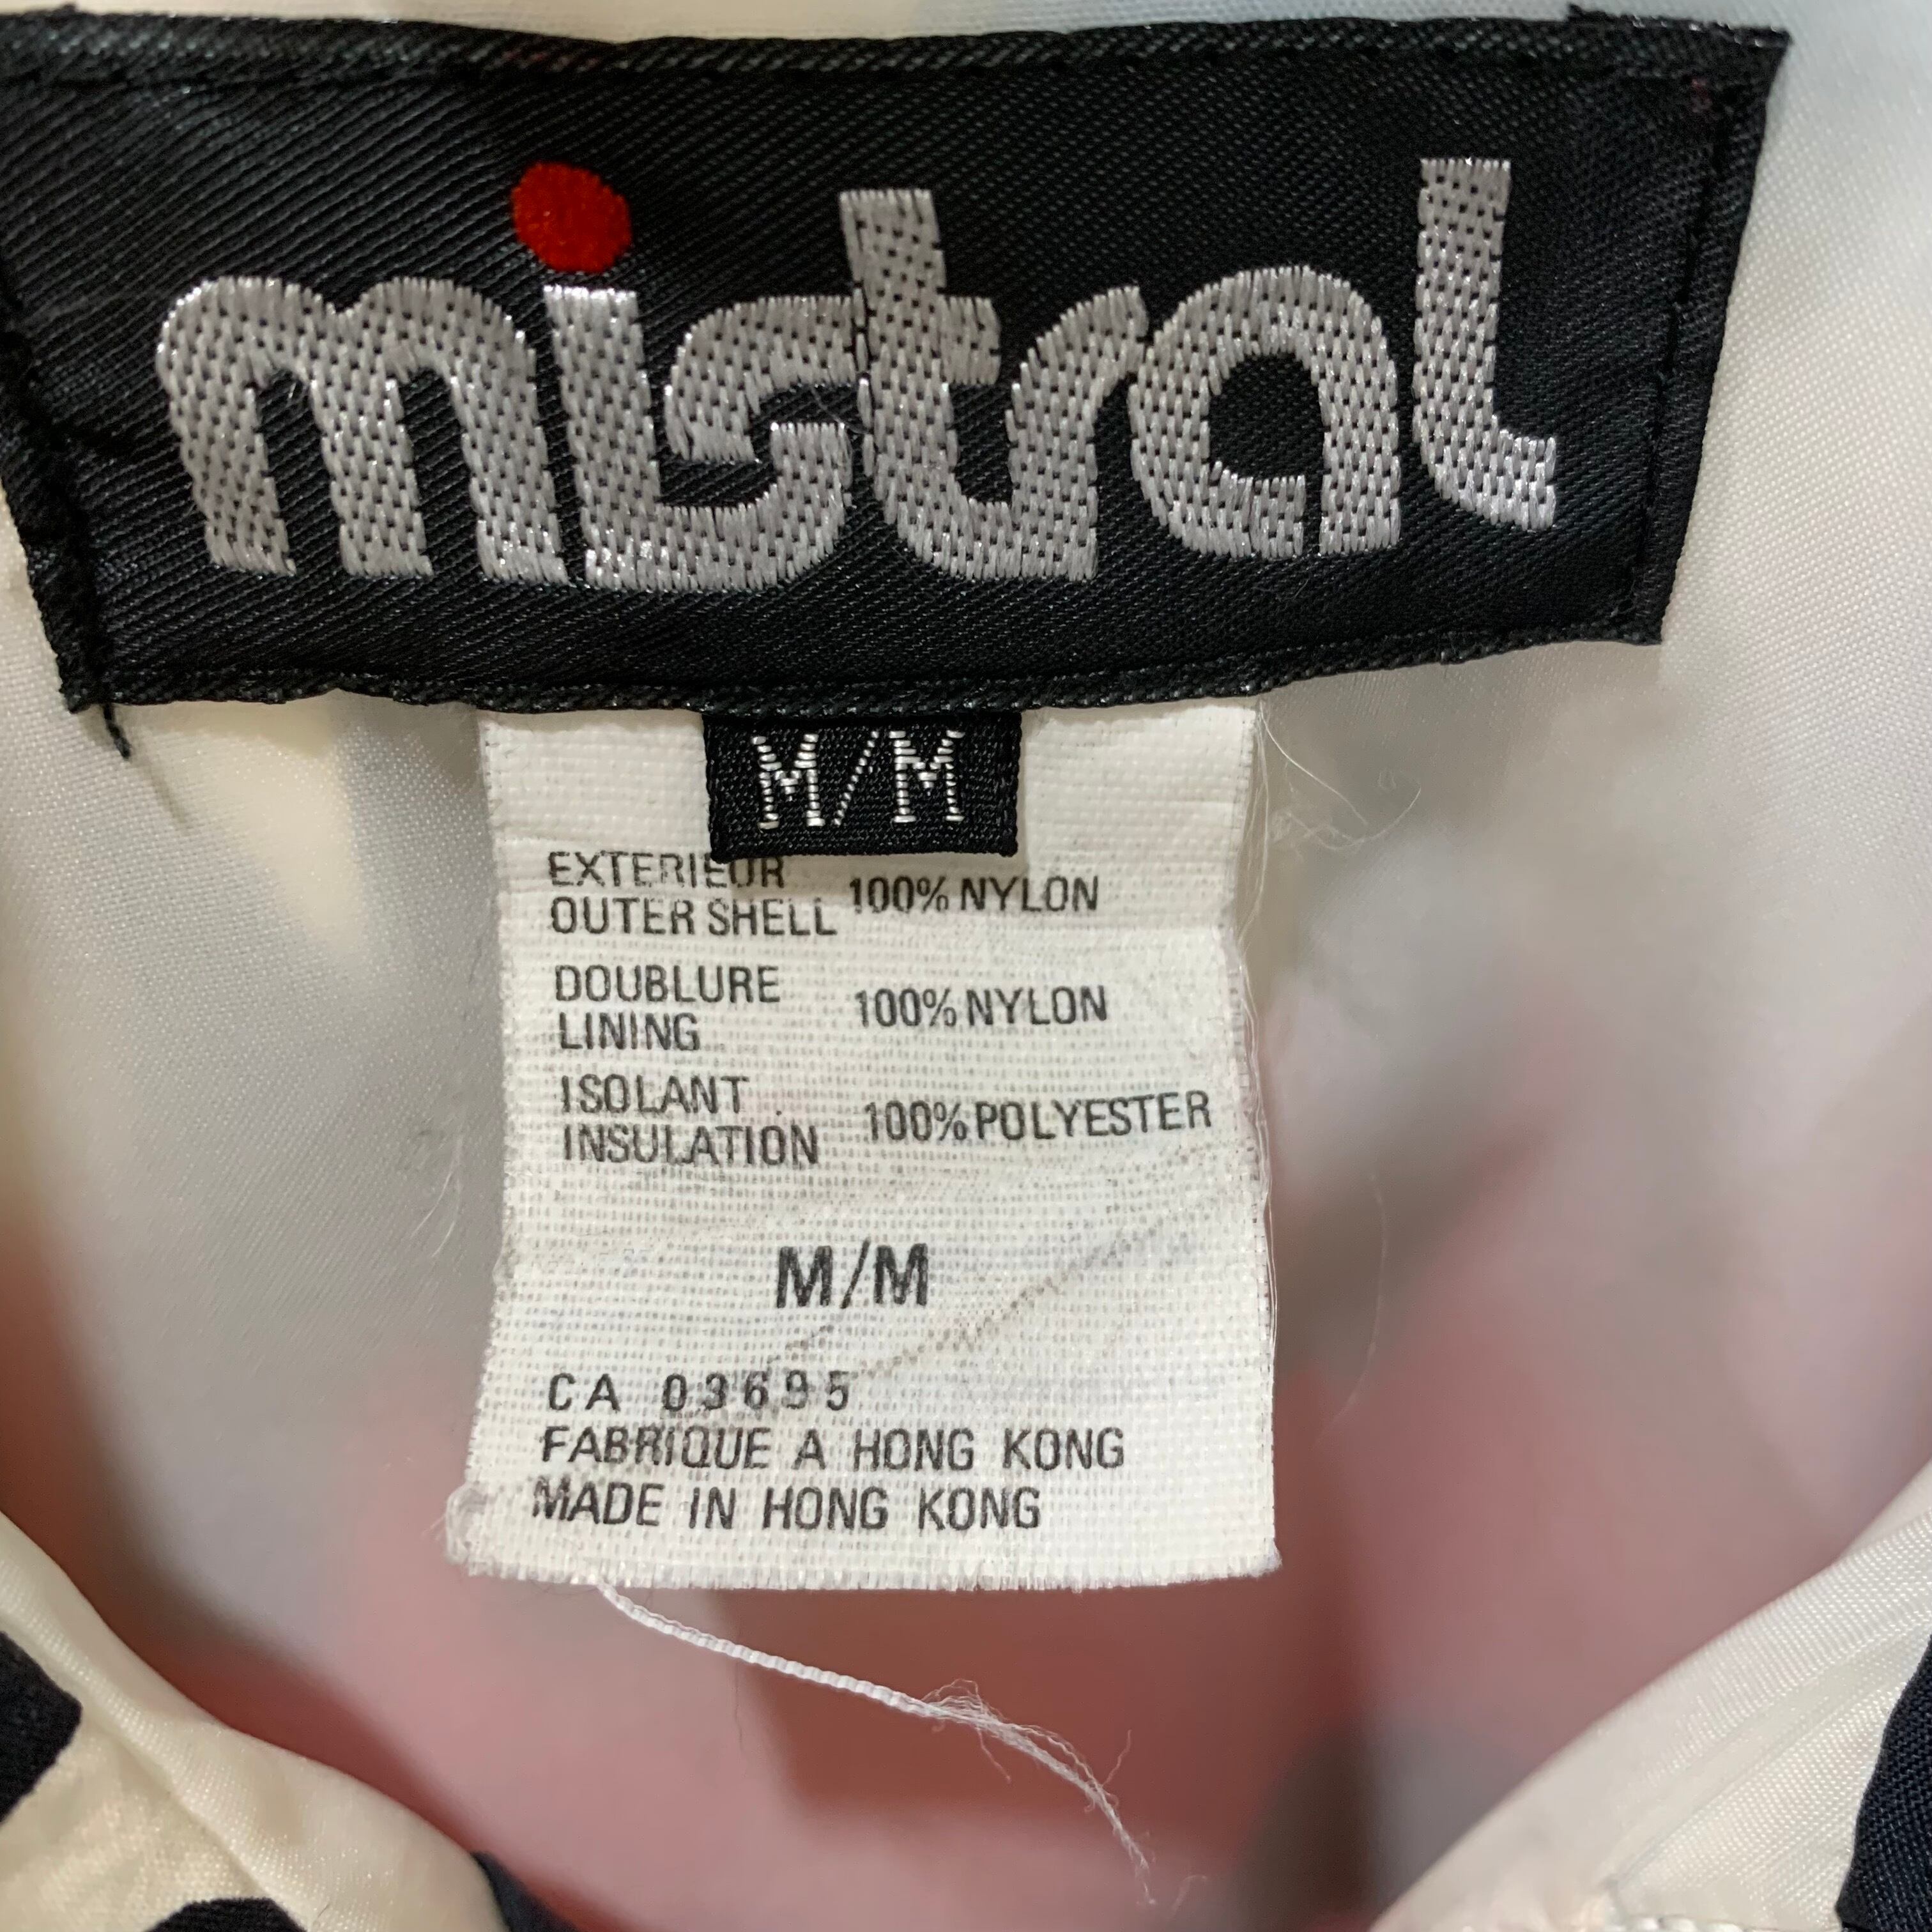 mistral
M/M
EXTERIEUR
OUTER SHELL 100% NYLON
DOUBLURE
LINING 100% NYLON
ISOLANT
INSULATION 100% POLYESTER
M/M
CA 03695
FABRIQUE A HONG KONG
MADE IN HONG KONG